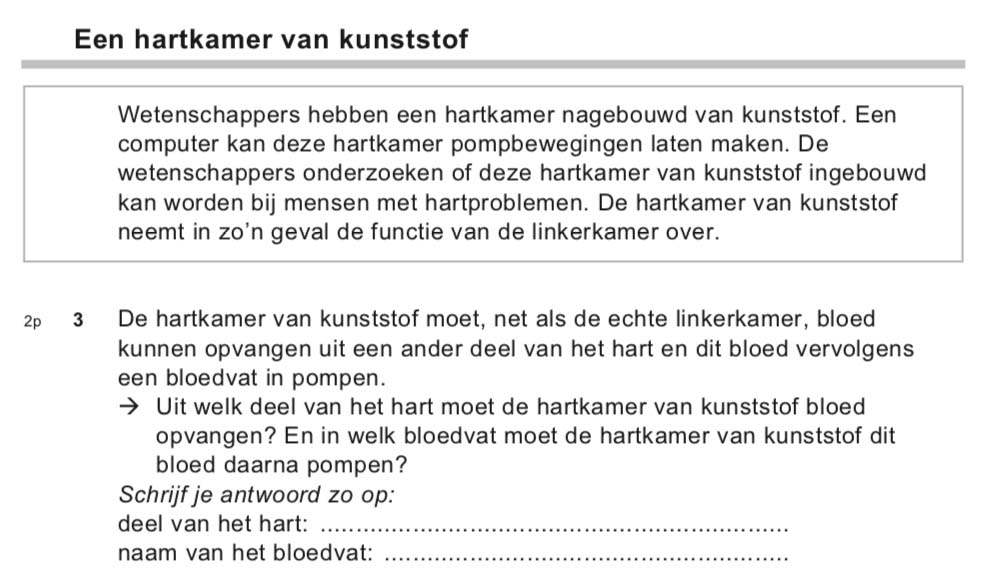 Een hartkamer van kunststof
Wetenschappers hebben een hartkamer nagebouwd van kunststof. Een
computer kan deze hartkamer pompbewegingen laten maken. De
wetenschappers onderzoeken of deze hartkamer van kunststof ingebouwd
kan worden bij mensen met hartproblemen. De hartkamer van kunststof
neemt in zo'n geval de functie van de linkerkamer over.
2p 3 De hartkamer van kunststof moet, net als de echte linkerkamer, bloed
kunnen opvangen uit een ander deel van het hart en dit bloed vervolgens
een bloedvat in pompen.
→ Uit welk deel van het hart moet de hartkamer van kunststof bloed
opvangen? En in welk bloedvat moet de hartkamer van kunststof dit
bloed daarna pompen?
Schrijf je antwoord zo op:
deel van het hart: ................................................................
naam van het bloedvat: .......................................................